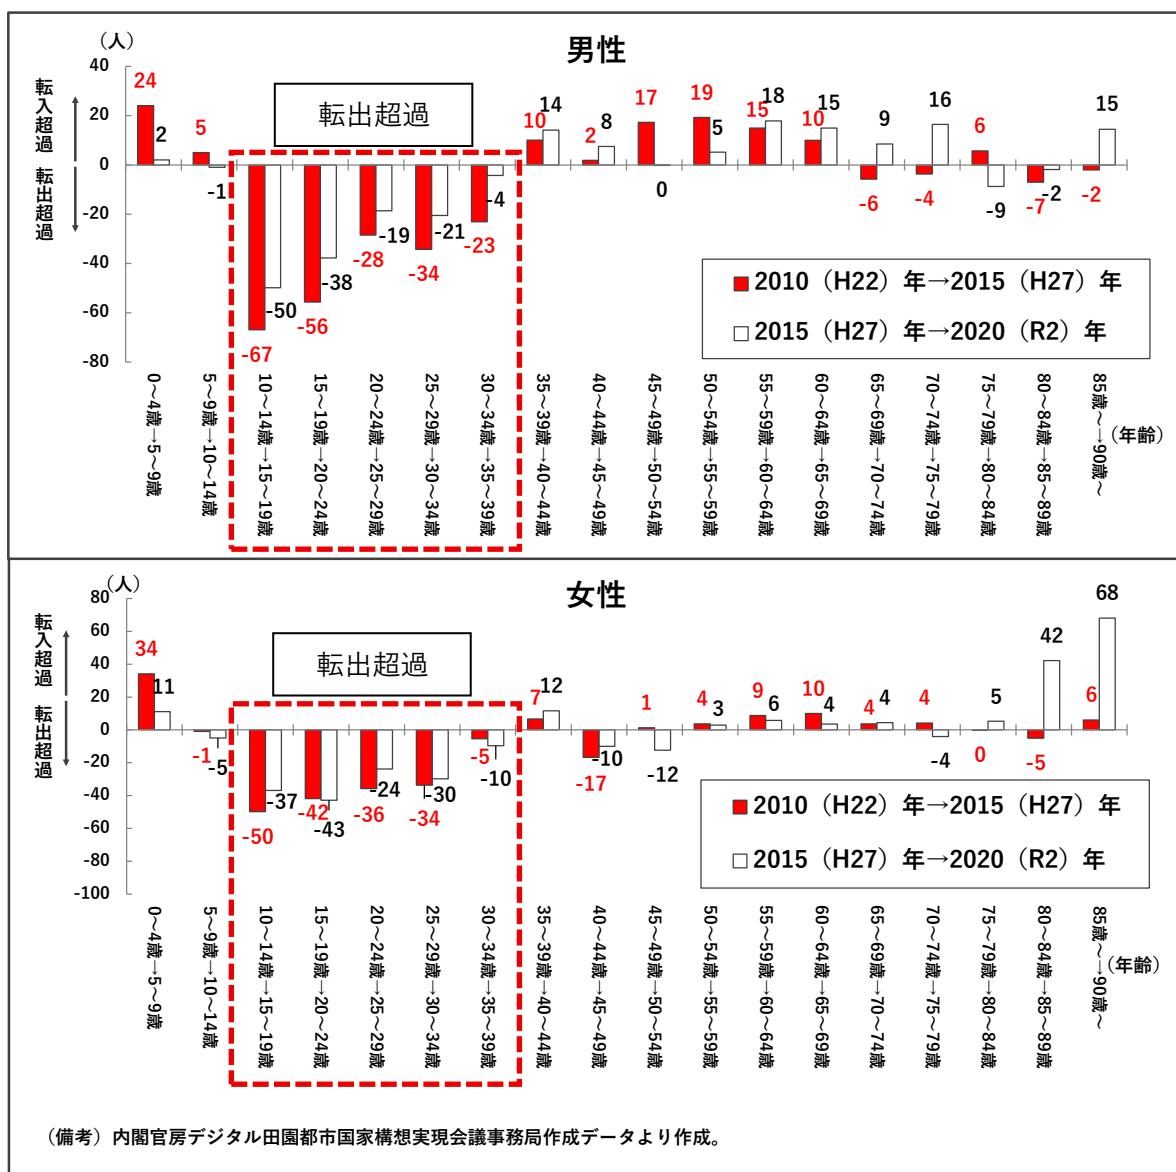 （人）
男性
転入超過
転出超過
40
20
0
-20
-40
-60
-80
転出超過
24
2
5
-1
-67
-50
-56
-38
-28
-19
-34
-21
-23
-4
10
14
2
8
17
0
19
5
15
18
10
15
-6
9
-4
16
6
-9
-7
-2
-2
15
2010（H22）年→2015（H27）年
2015（H27）年→2020（R2）年
0～4歳→5～9歳
5～9歳→10～14歳
10～14歳→15～19歳
15～19歳→20～24歳
20～24歳→25～29歳
25～29歳→30～34歳
30～34歳→35～39歳
35～39歳→40～44歳
40～44歳→45～49歳
45～49歳→50～54歳
50～54歳→55～59歳
55～59歳→60～64歳
60～64歳→65～69歳
65～69歳→70～74歳
70～74歳→75～79歳
75～79歳→80～84歳
80～84歳→85～89歳
85歳～→90歳～
（年齢）
（人）
女性
転入超過
転出超過
80
60
40
20
0
-20
-40
-60
-80
-100
転出超過
34
11
-1
-5
-50
-37
-42
-43
-36
-24
-34
-30
-5
-10
7
12
-17
-10
1
-12
4
3
9
6
10
4
4
4
4
-4
0
5
-5
42
6
68
2010（H22）年→2015（H27）年
2015（H27）年→2020（R2）年
0～4歳→5～9歳
5～9歳→10～14歳
10～14歳→15～19歳
15～19歳→20～24歳
20～24歳→25～29歳
25～29歳→30～34歳
30～34歳→35～39歳
35～39歳→40～44歳
40～44歳→45～49歳
45～49歳→50～54歳
50～54歳→55～59歳
55～59歳→60～64歳
60～64歳→65～69歳
65～69歳→70～74歳
70～74歳→75～79歳
75～79歳→80～84歳
80～84歳→85～89歳
85歳～→90歳～
（年齢）
（備考）内閣官房デジタル田園都市国家構想実現会議事務局作成データより作成。